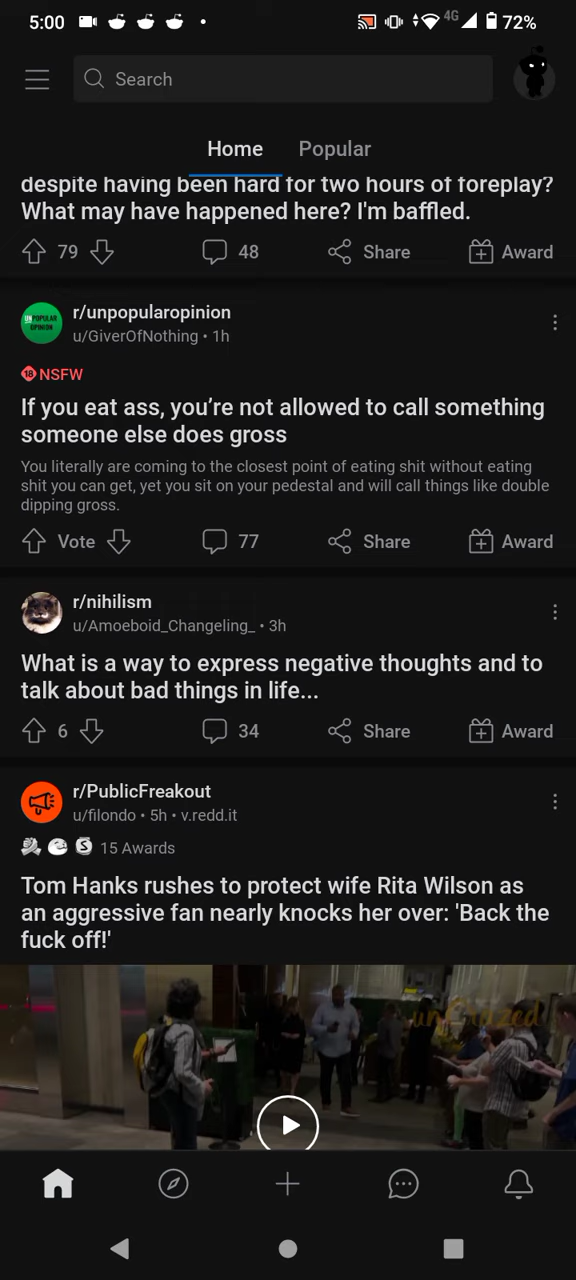 5:00
4G
72%
Search
Home Popular
despite having been hard for two hours of foreplay?
What may have happened here? I'm baffled.
79 48 Share Award
UNPOPULAR
OPINION
r/unpopularopinion
u/GiverOfNothing • 1h
18 NSFW
If you eat ass, you’re not allowed to call something
someone else does gross
You literally are coming to the closest point of eating shit without eating
shit you can get, yet you sit on your pedestal and will call things like double
dipping gross.
Vote 77 Share Award
r/nihilism
u/Amoeboid_Changeling_ • 3h
What is a way to express negative thoughts and to
talk about bad things in life...
6 34 Share Award
r/PublicFreakout
u/filondo • 5h • v.redd.it
S 15 Awards
Tom Hanks rushes to protect wife Rita Wilson as
an aggressive fan nearly knocks her over: 'Back the
fuck off!'